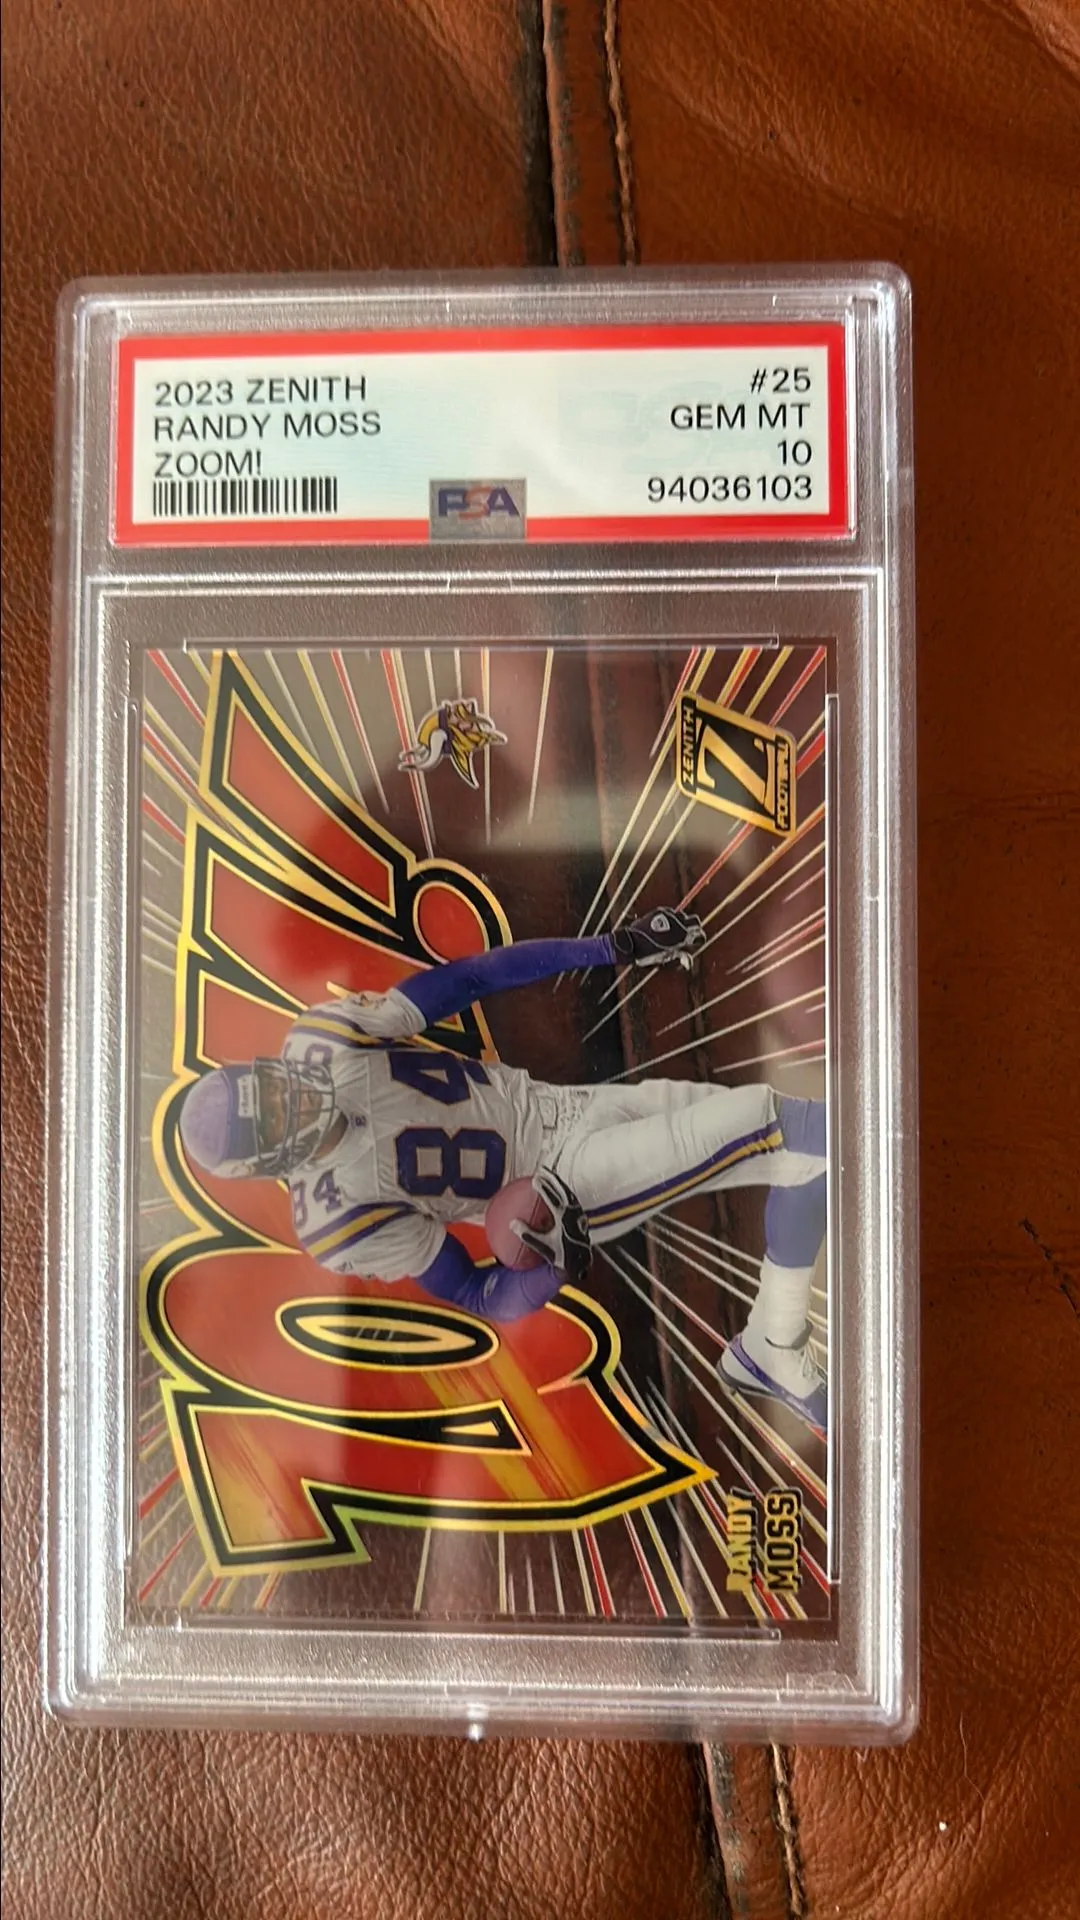 2023 ZENITH #25
RANDY MOSS GEM MT
ZOOM! 10
94036103
PSA
ZOOM!
ZENITH
Z
FOOTBALL
84
84
RANDY
MOSS